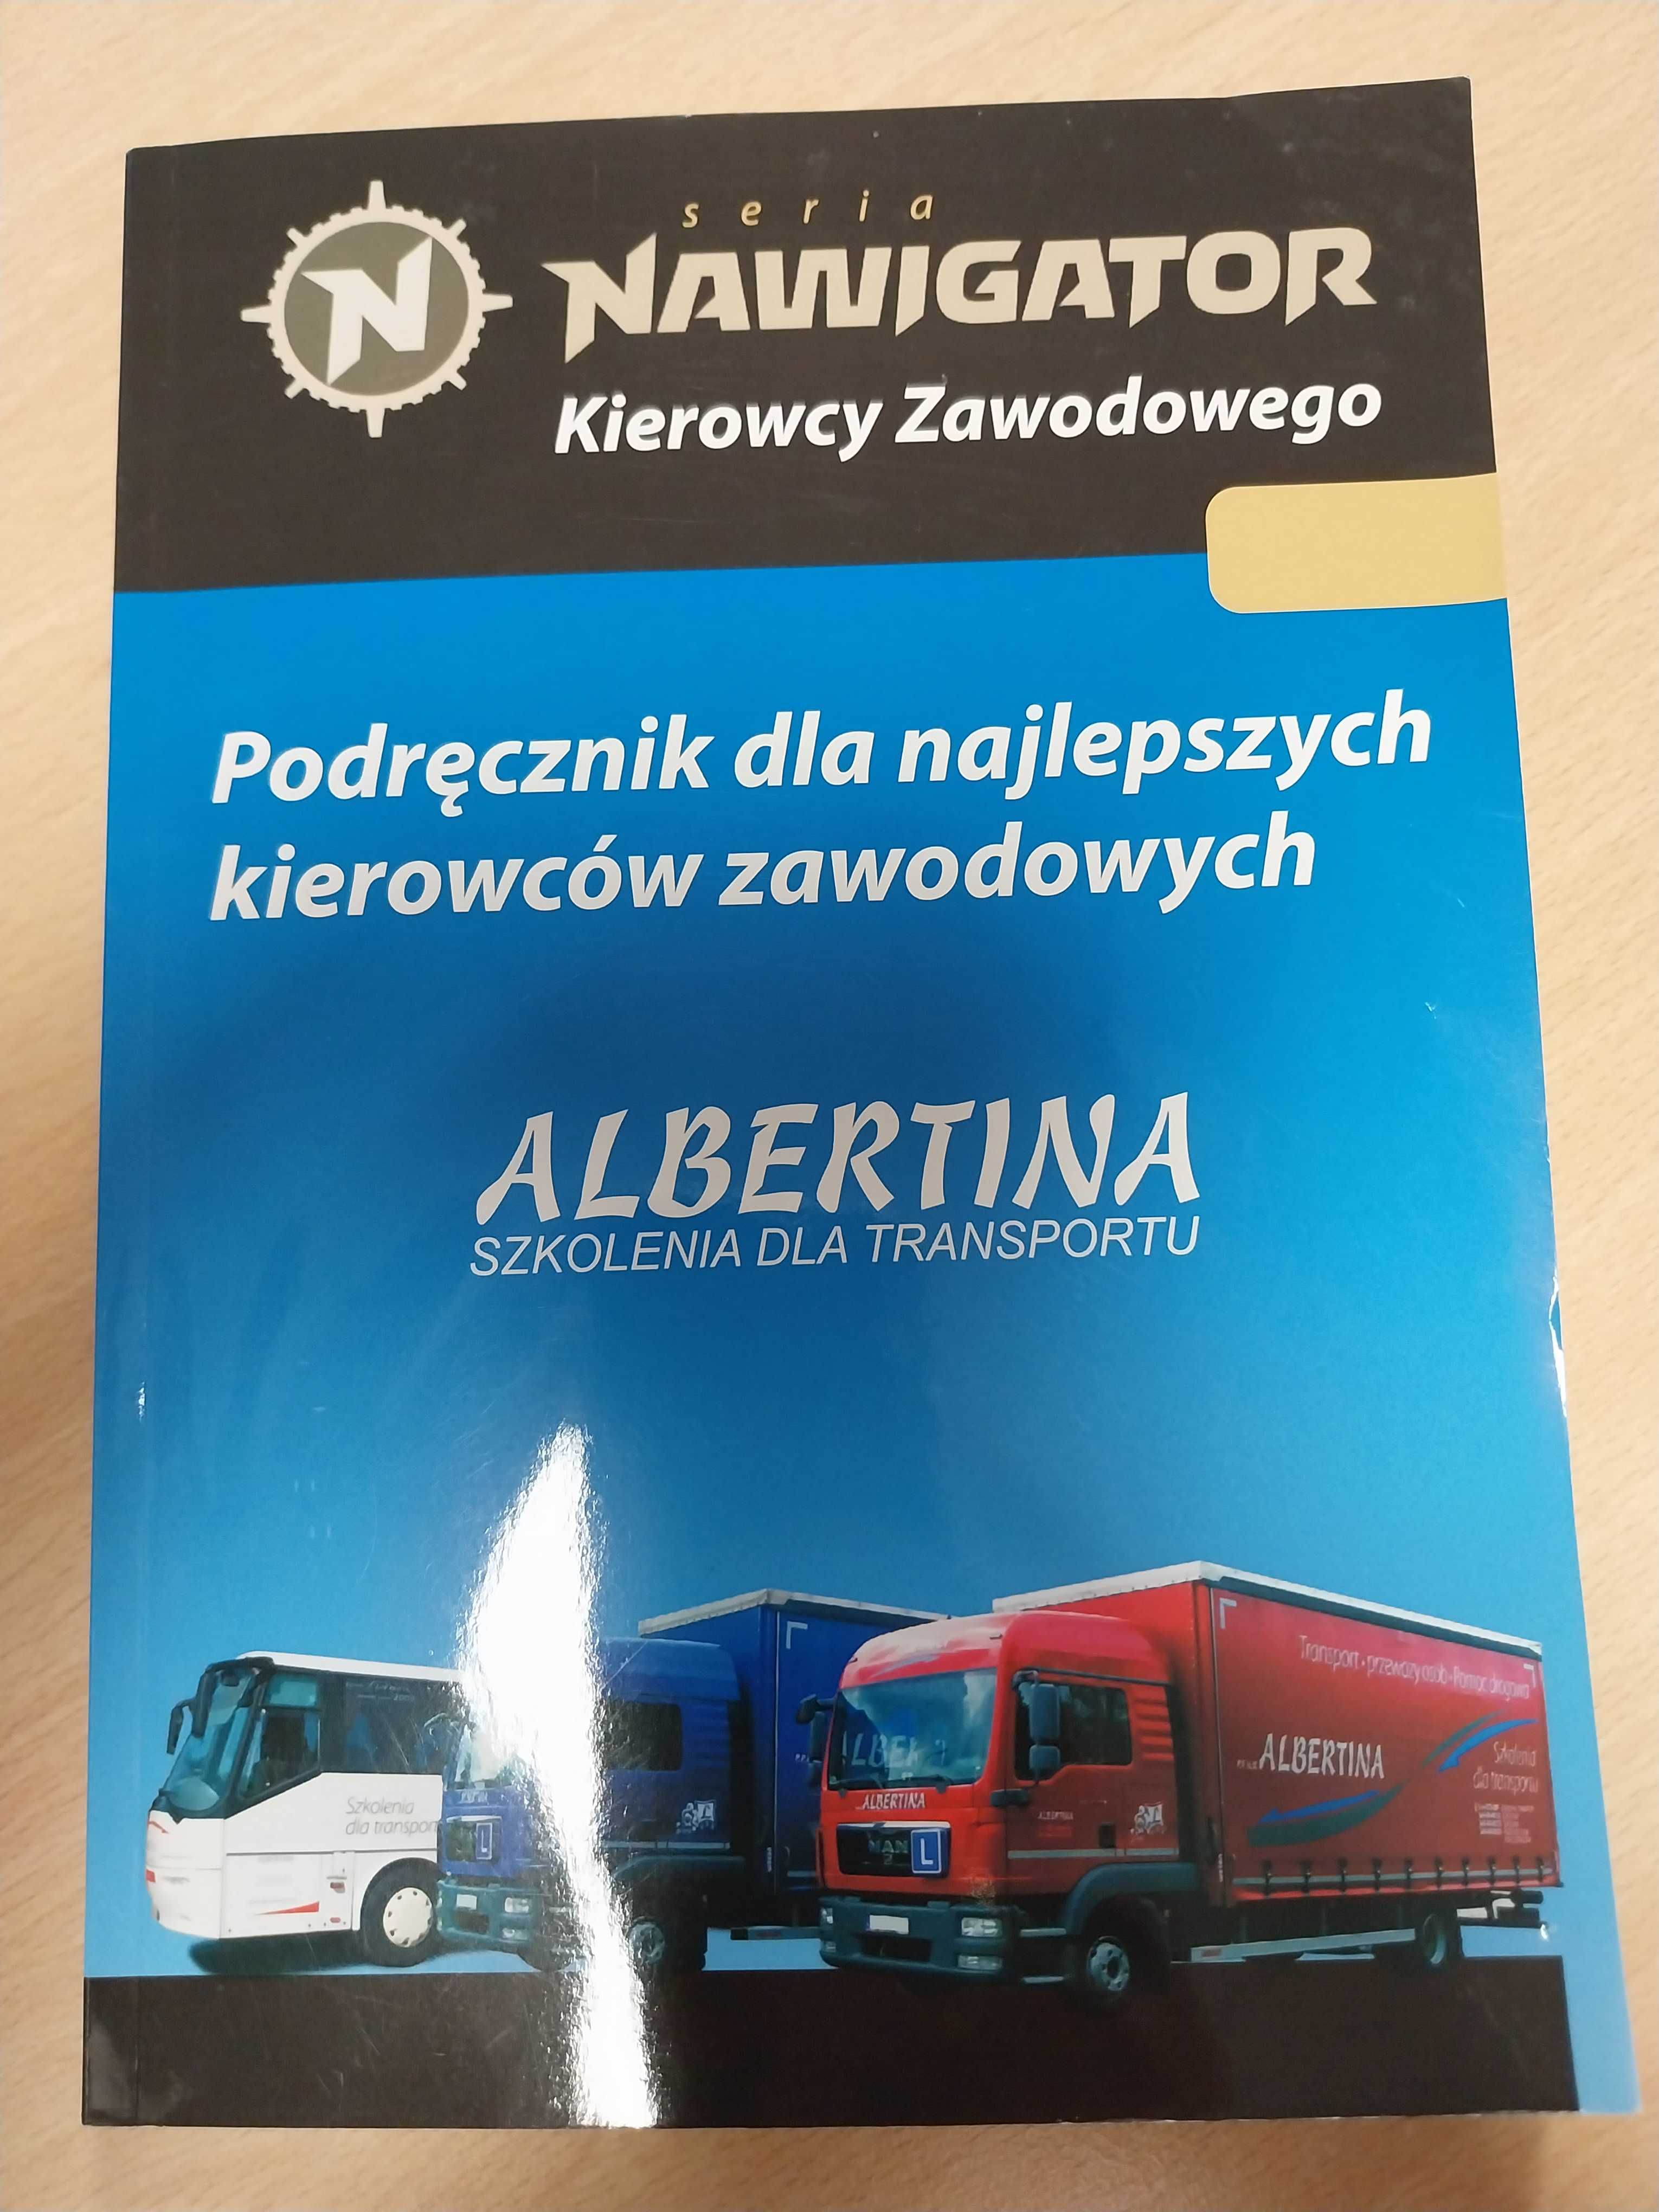 seria
N NAWIGATOR
Kierowcy Zawodowego
Podręcznik dla najlepszych
kierowców zawodowych
ALBERTINA
SZKOLENIA DLA TRANSPORTU
Transport • przewozy osób • Pomoc drogowa
ALBERTINA
Szkolenia
dla transportu
Szkolenia
dla transpor
ALBERTINA
MAN
L
L